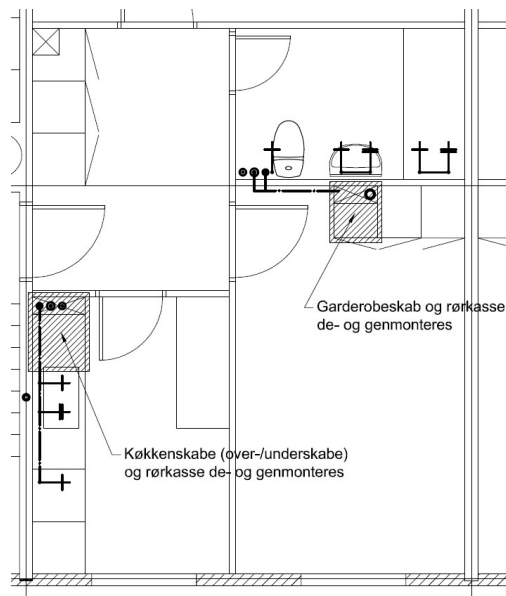 Garderobeskab og rørkasse
de- og genmonteres
Køkkenskabe (over-/underskabe)
og rørkasse de- og genmonteres